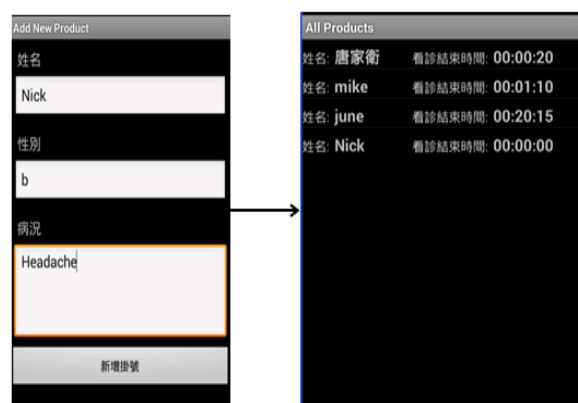 Add New Product
姓名
Nick
性別
b
病況
Headache
新增掛號
All Products
姓名: 唐家衛 看診結束時間: 00:00:20
姓名: mike 看診結束時間: 00:01:10
姓名: june 看診結束時間: 00:20:15
姓名: Nick 看診結束時間: 00:00:00